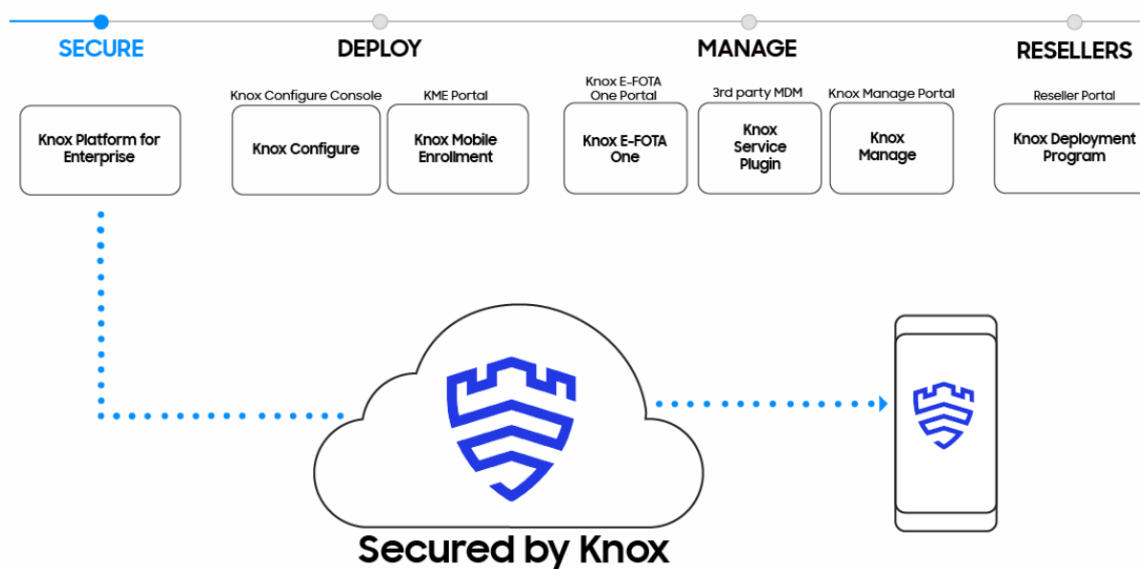 SECURE
DEPLOY
MANAGE
RESELLERS
Knox Platform for
Enterprise
Knox Configure Console
Knox Configure
KME Portal
Knox Mobile
Enrollment
Knox E-FOTA
One Portal
Knox E-FOTA
One
3rd party MDM
Knox
Service
Plugin
Knox Manage Portal
Knox
Manage
Reseller Portal
Knox Deployment
Program
Secured by Knox